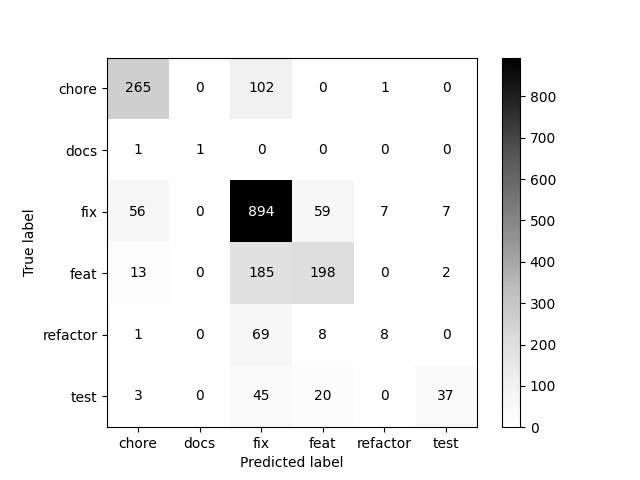 chore 265 0 102 0 1 0
docs 1 1 0 0 0 0
fix 56 0 894 59 7 7
feat 13 0 185 198 0 2
refactor 1 0 69 8 8 0
test 3 0 45 20 0 37
chore docs fix feat refactor test
Predicted label
True label
800
700
600
500
400
300
200
100
0